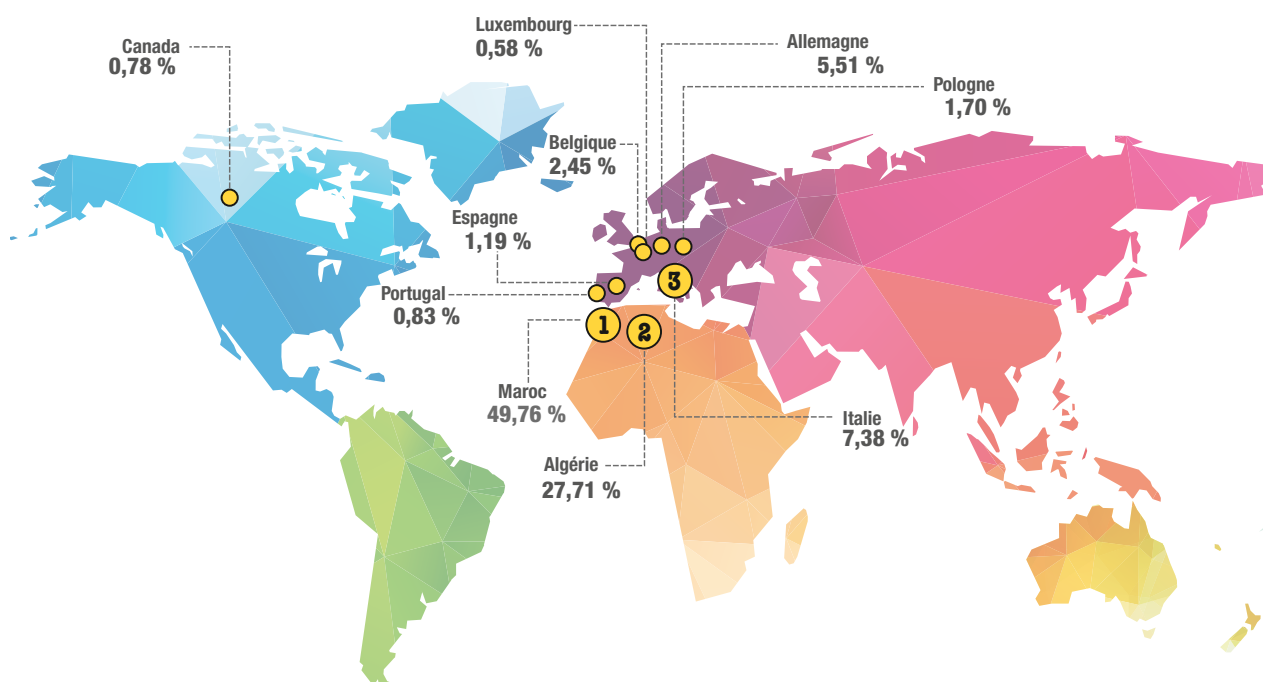 Luxembourg
0,58 %
Canada
0,78 %
Allemagne
5,51 %
Pologne
1,70 %
Belgique
2,45 %
Espagne
1,19 %
Portugal
0,83 %
1
2
3
Maroc
49,76 %
Italie
7,38 %
Algérie
27,71 %